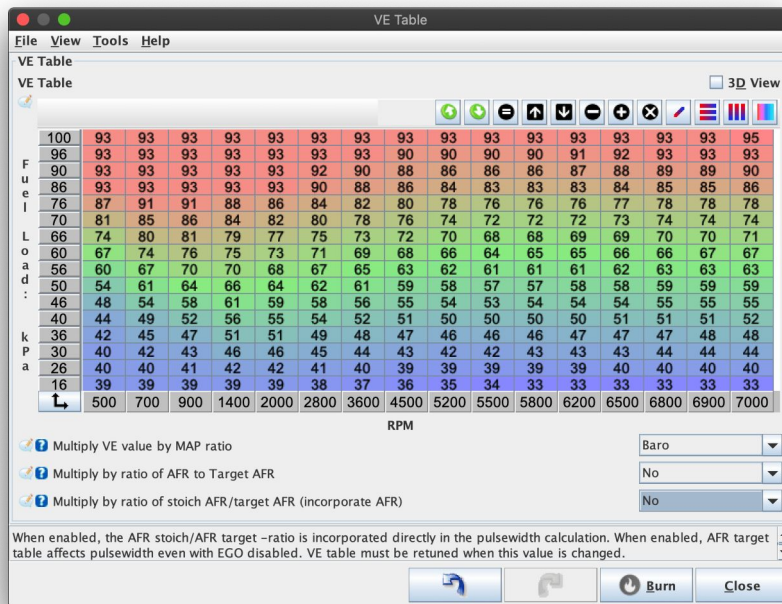 VE Table
File View Tools Help
VE Table
VE Table
3D View
Fuel Load: kPa
100 93 93 93 93 93 93 93 93 93 93 93 93 93 93 93 95
96 93 93 93 93 93 93 93 90 90 90 90 91 92 93 93 93
90 93 93 93 93 93 92 90 88 86 86 86 87 88 89 89 90
86 93 93 93 93 93 90 88 86 84 83 83 83 84 85 85 86
76 87 91 91 88 86 84 82 80 78 76 76 76 77 78 78 78
70 81 85 86 84 82 80 78 76 74 72 72 72 73 74 74 74
66 74 80 81 79 77 75 73 72 70 68 68 69 69 70 70 71
60 67 74 76 75 73 71 69 68 66 64 65 65 66 66 67 67
56 60 67 70 70 68 67 65 63 62 61 61 61 62 63 63 63
50 54 61 64 66 64 62 61 59 58 57 57 58 58 59 59 59
46 48 54 58 61 59 58 56 55 54 53 54 54 54 55 55 55
40 44 49 52 56 55 54 52 51 50 50 50 50 51 51 51 52
36 42 45 47 51 51 49 48 47 46 46 46 47 47 47 48 48
30 40 42 43 46 46 45 44 43 42 42 43 43 43 44 44 44
26 40 40 41 42 42 41 40 39 39 39 39 39 40 40 40 40
16 39 39 39 39 39 38 37 36 35 34 33 33 33 33 33 33
500 700 900 1400 2000 2800 3600 4500 5200 5500 5800 6200 6500 6800 6900 7000
RPM
Multiply VE value by MAP ratio Baro
Multiply by ratio of AFR to Target AFR No
Multiply by ratio of stoich AFR/target AFR (incorporate AFR) No
When enabled, the AFR stoich/AFR target -ratio is incorporated directly in the pulsewidth calculation. When enabled, AFR target
table affects pulsewidth even with EGO disabled. VE table must be retuned when this value is changed.
Burn Close